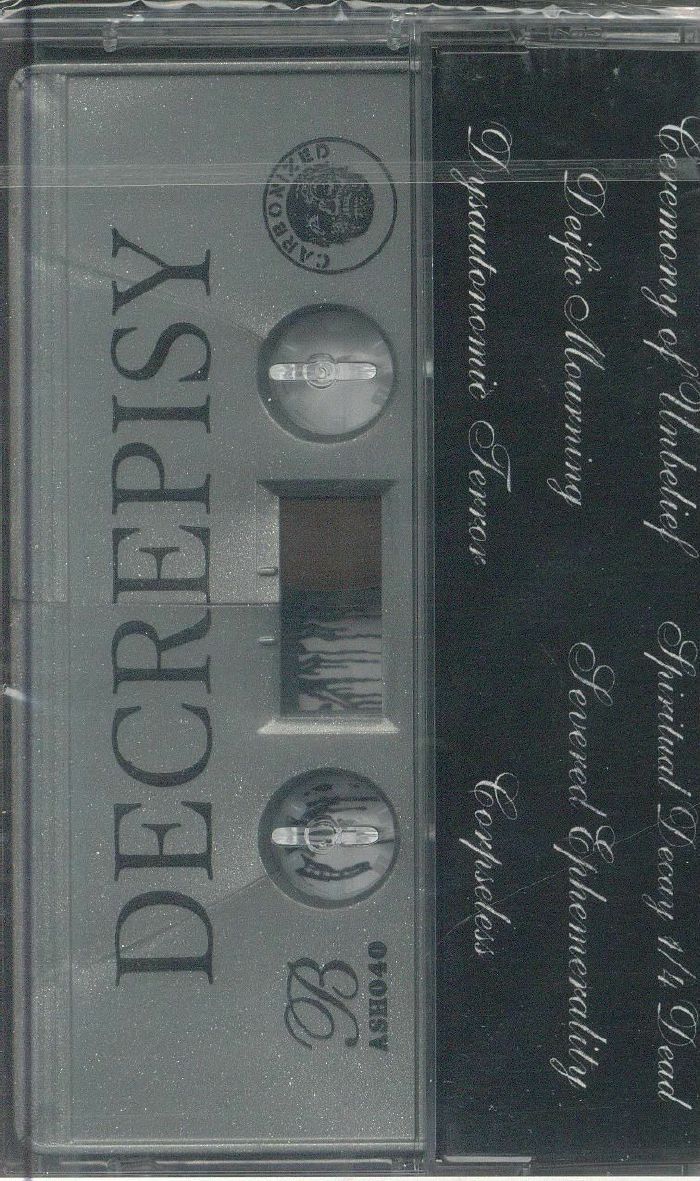 Ceremony of Unbelief
Deific Mourning
Dysautonomic Terror
Spiritual Decay 1/4 Dead
Severed Ephemerality
Corpseless
CARBONIZED
DECREPISY
B
ASH040